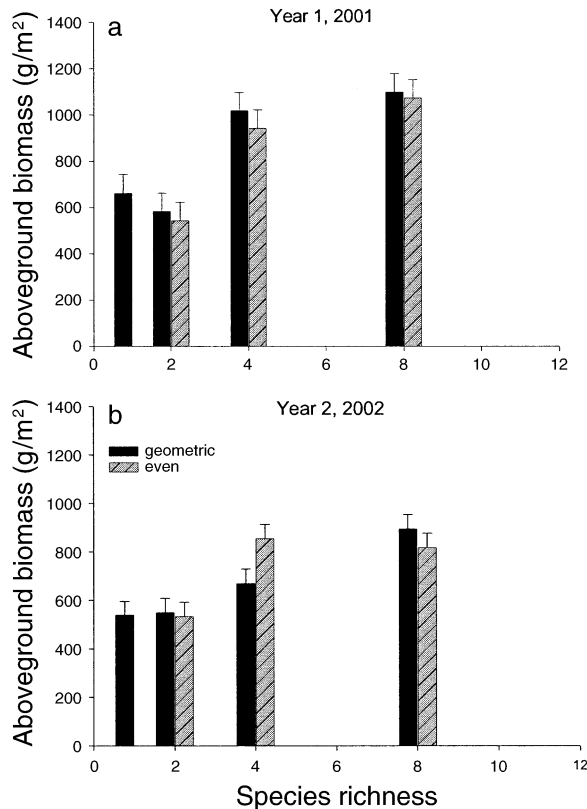 a
Year 1, 2001
Aboveground biomass (g/m²)
1400
1200
1000
800
600
400
200
0
0 2 4 6 8 10 12
b
Year 2, 2002
geometric
even
Aboveground biomass (g/m²)
1400
1200
1000
800
600
400
200
0
0 2 4 6 8 10 12
Species richness